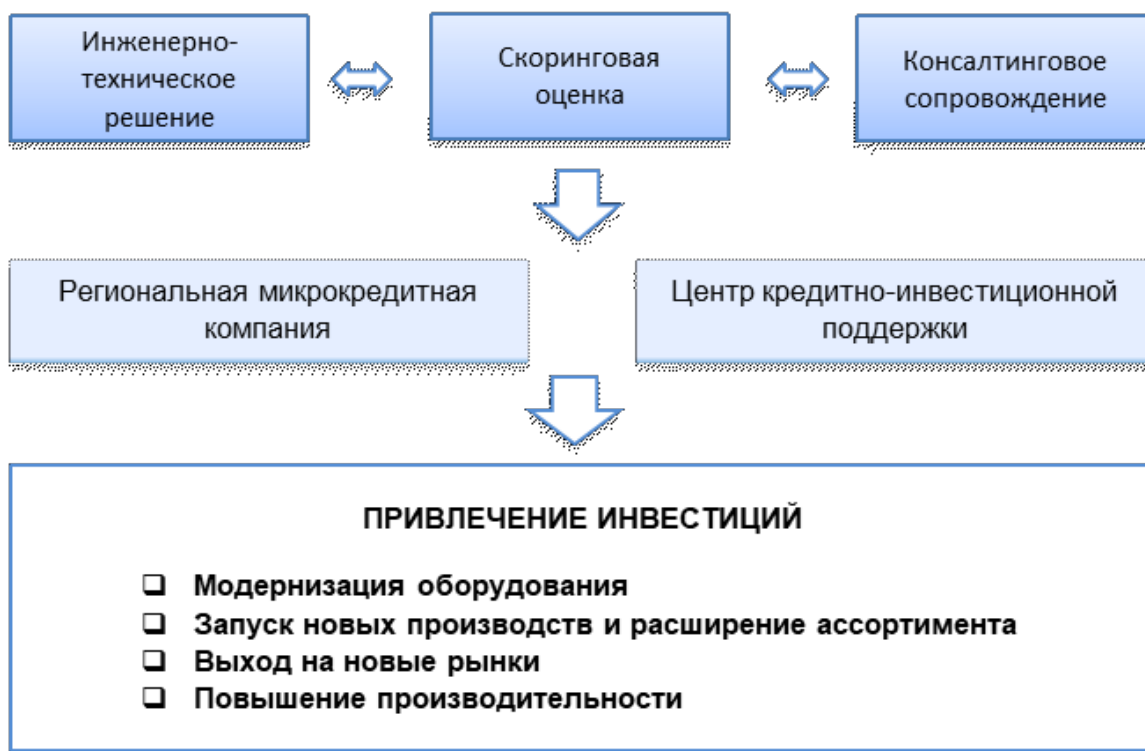 Инженерно-
техническое
решение
Скоринговая
оценка
Консалтинговое
сопровождение
Региональная микрокредитная
компания
Центр кредитно-инвестиционной
поддержки
ПРИВЛЕЧЕНИЕ ИНВЕСТИЦИЙ
Модернизация оборудования
Запуск новых производств и расширение ассортимента
Выход на новые рынки
Повышение производительности